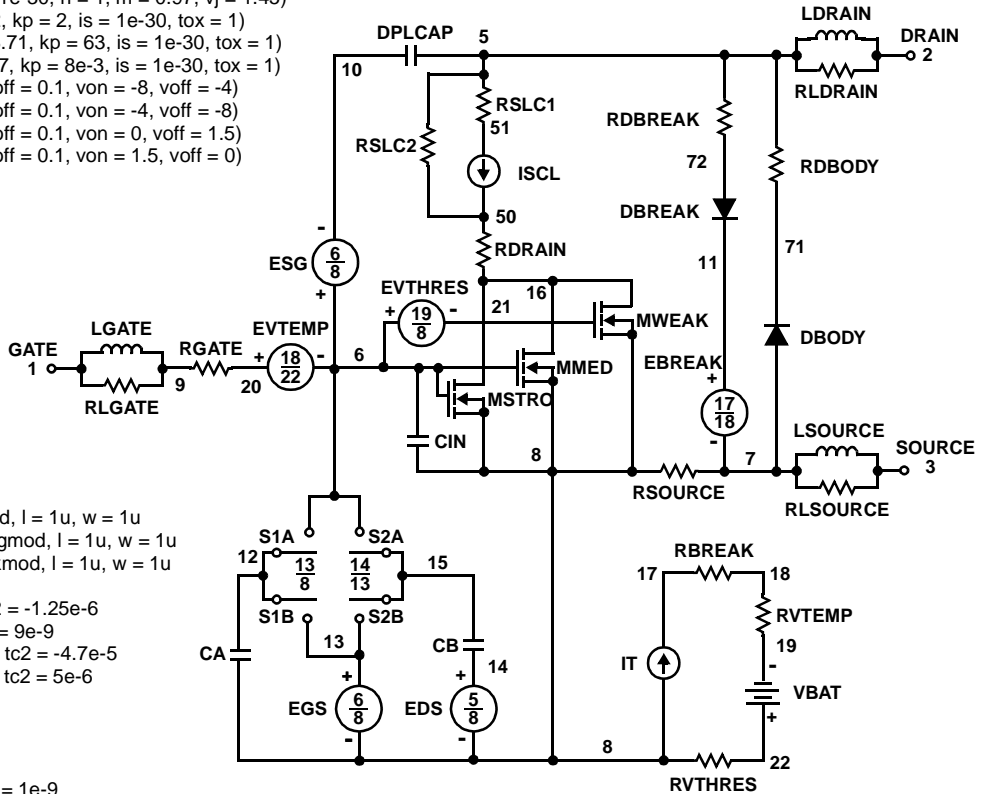 1e-30, n = 1, m = 0.97, vj = 1.45)
kp = 2, is = 1e-30, tox = 1)
.71, kp = 63, is = 1e-30, tox = 1)
7, kp = 8e-3, is = 1e-30, tox = 1)
off = 0.1, von = -8, voff = -4)
off = 0.1, von = -4, voff = -8)
off = 0.1, von = 0, voff = 1.5)
off = 0.1, von = 1.5, voff = 0)
DPLCAP
5
10
LDRAIN
DRAIN
2
RLDRAIN
RSLC1
51
RSLC2
ISCL
50
RDRAIN
RDBREAK
72
RDBODY
DBREAK
71
11
ESG
-
6
8
+
EVTHRES
+
19
8
-
21
16
MWEAK
LGATE
GATE
1
RLGATE
9
RGATE
20
EVTEMP
+
18
22
-
6
MMED
MSTRO
CIN
EBREAK
+
17
18
-
DBODY
8
RSOURCE
7
LSOURCE
SOURCE
3
RLSOURCE
d, l = 1u, w = 1u
gmod, l = 1u, w = 1u
kmod, l = 1u, w = 1u
2 = -1.25e-6
= 9e-9
tc2 = -4.7e-5
tc2 = 5e-6
S1A
S2A
12
13
8
14
13
15
S1B
S2B
13
CA
CB
14
+
EGS
6
8
-
+
EDS
5
8
-
RBREAK
17
18
RVTEMP
19
IT
-
VBAT
+
8
22
RVTHRES
= 1e-9